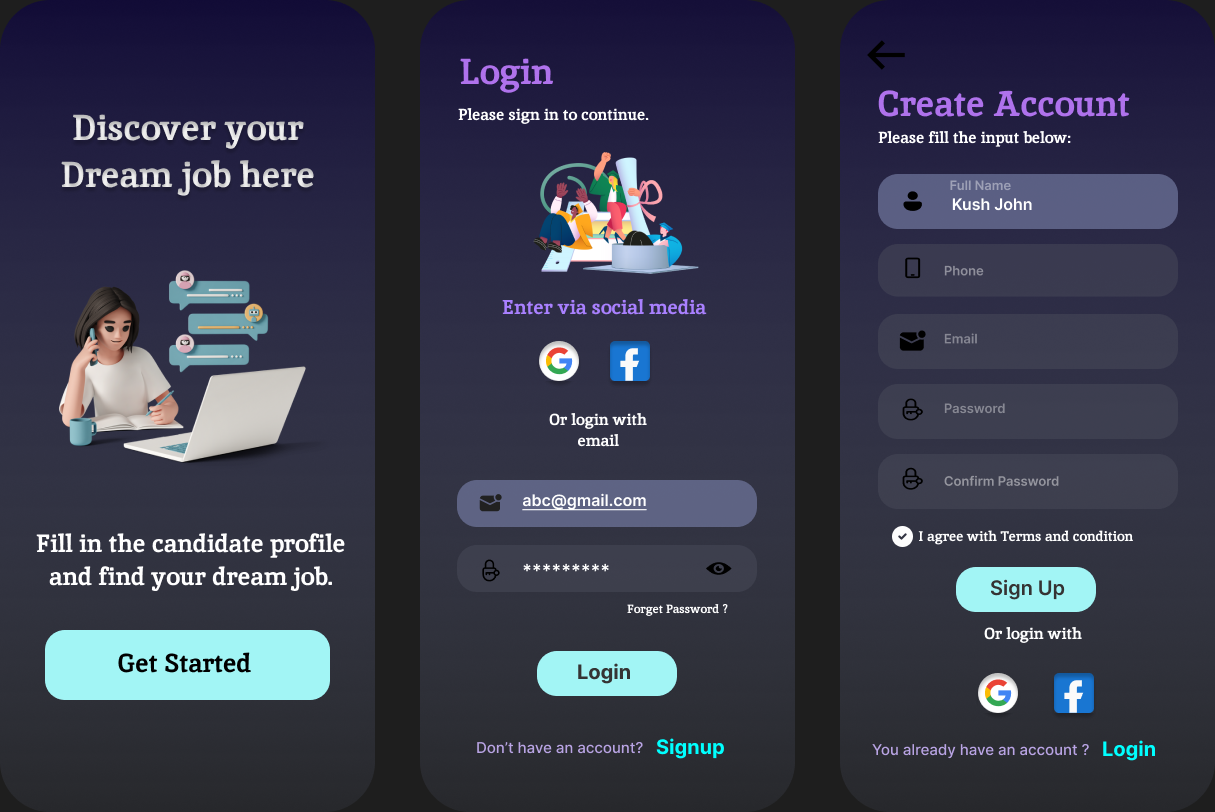 Discover your
Dream job here
Fill in the candidate profile
and find your dream job.
Get Started
Login
Please sign in to continue.
Enter via social media
Or login with
email
abc@gmail.com
*********
Forget Password ?
Login
Don't have an account? Signup
Create Account
Please fill the input below:
Full Name
Kush John
Phone
Email
Password
Confirm Password
I agree with Terms and condition
Sign Up
Or login with
You already have an account ? Login